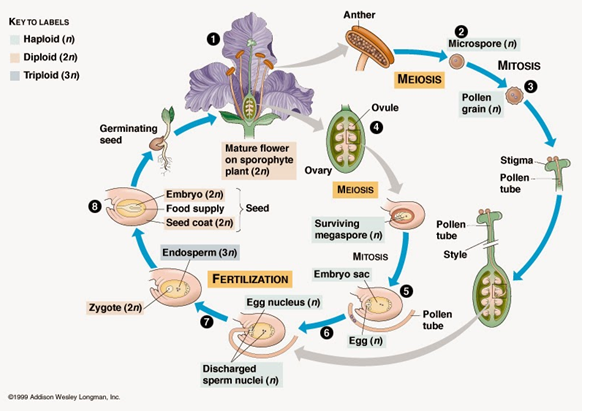 KEY TO LABELS
Haploid (n)
Diploid (2n)
Triploid (3n)
1
Anther
2
Microspore (n)
MEIOSIS
MITOSIS
3
Pollen
grain (n)
Ovule
4
Ovary
Mature flower
on sporophyte
plant (2n)
Germinating
seed
Stigma
Pollen
tube
MEIOSIS
8
Embryo (2n)
Food supply
Seed coat (2n)
Seed
Surviving
megaspore (n)
Pollen
tube
Style
Endosperm (3n)
MITOSIS
Embryo sac
FERTILIZATION
5
Zygote (2n)
Egg nucleus (n)
Pollen
tube
7
6
Egg (n)
Discharged
sperm nuclei (n)
©1999 Addison Wesley Longman, Inc.